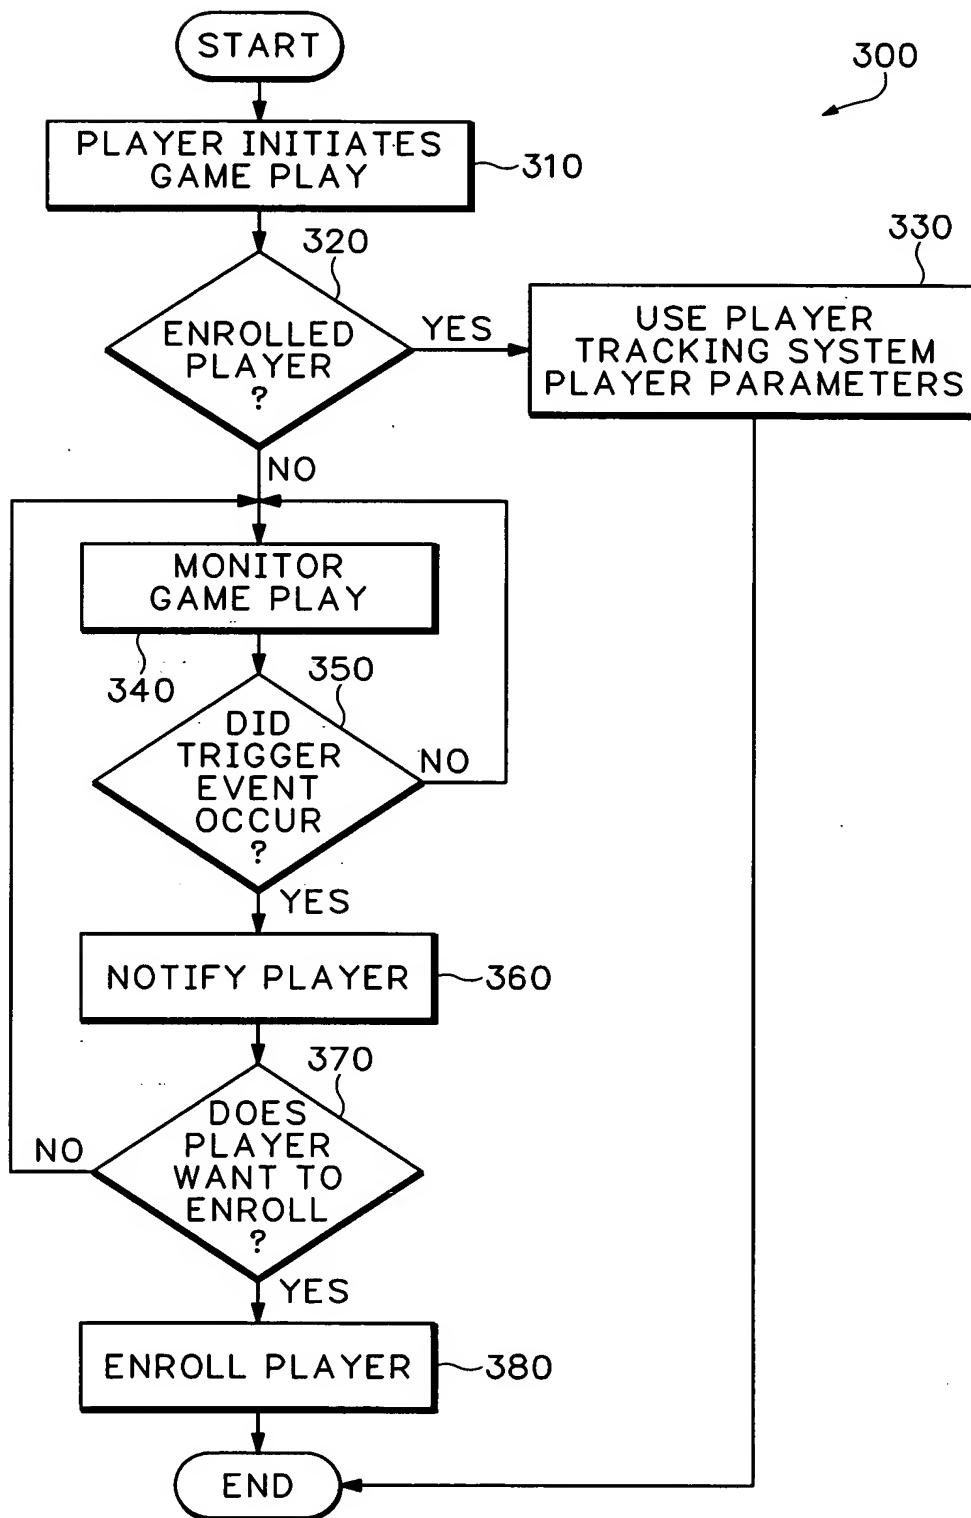 START
300
PLAYER INITIATES
GAME PLAY
310
320
ENROLLED
PLAYER
?
YES
330
USE PLAYER
TRACKING SYSTEM
PLAYER PARAMETERS
NO
MONITOR
GAME PLAY
340
350
DID
TRIGGER
EVENT
OCCUR
?
NO
YES
NOTIFY PLAYER
360
370
DOES
PLAYER
WANT TO
ENROLL
?
NO
YES
ENROLL PLAYER
380
END